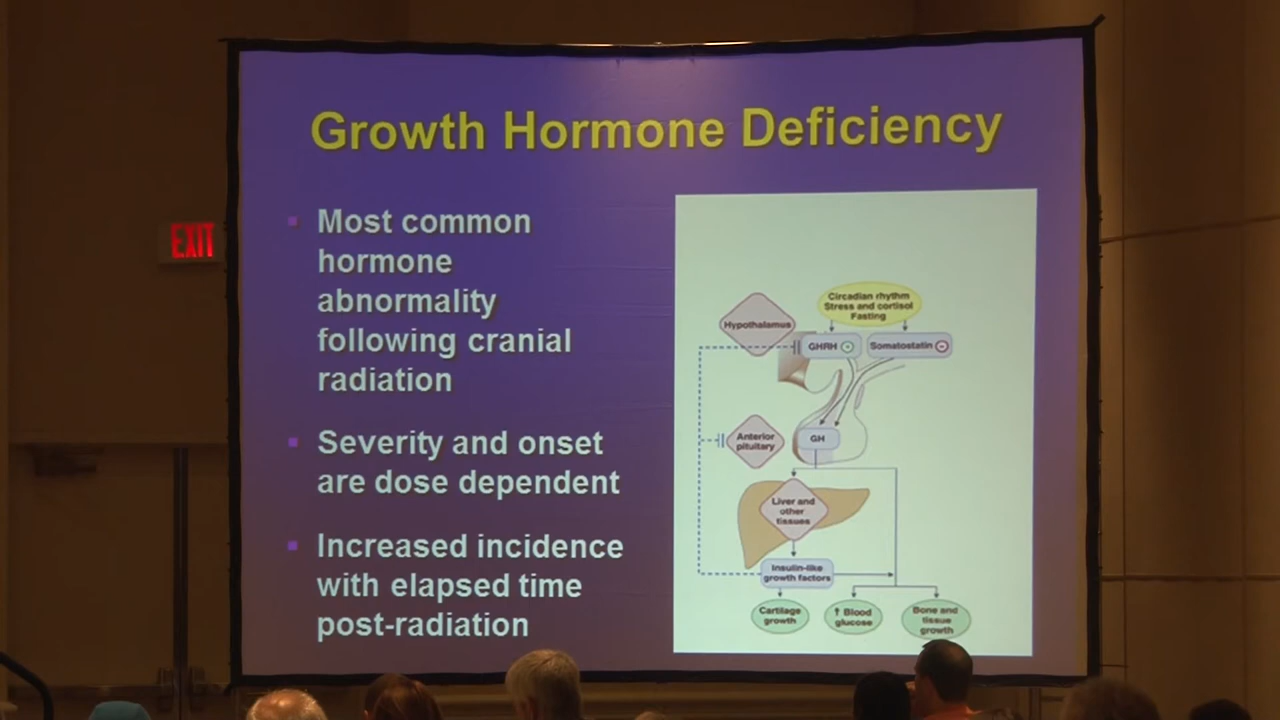 Growth Hormone Deficiency
EXIT
Most common
hormone
abnormality
following cranial
radiation
Severity and onset
are dose dependent
Increased incidence
with elapsed time
post-radiation
Circadian rhythm
Stress and cortisol
Fasting
Hypothalamus
GHRH +
Somatostatin −
Anterior
pituitary
GH
Liver and
other
tissues
Insulin-like
growth factors
Cartilage
growth
↑ Blood
glucose
Bone and
tissue
growth